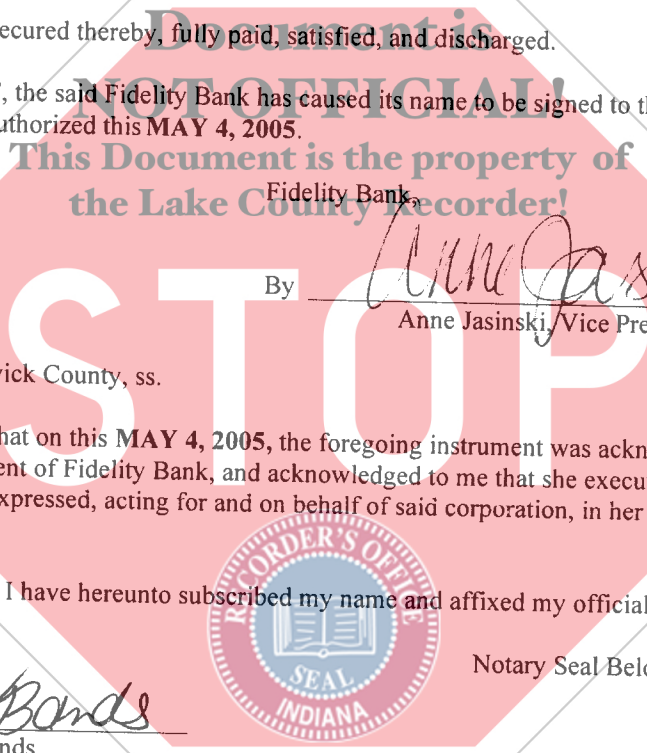 ecured thereby, fully paid, satisfied, and discharged.
Document is
NOT OFFICIAL!
, the said Fidelity Bank has caused its name to be signed to th
uthorized this MAY 4, 2005.
This Document is the property of
the Lake County Recorder!
Fidelity Bank,
By Anne Jas
Anne Jasinski, Vice Pre
STOP
ick County, ss.
hat on this MAY 4, 2005, the foregoing instrument was ackn
ent of Fidelity Bank, and acknowledged to me that she execu
xpressed, acting for and on behalf of said corporation, in her
RECORDER'S OFFICE
I have hereunto subscribed my name and affixed my official
SEAL
INDIANA
Notary Seal Belo
Bands
nds